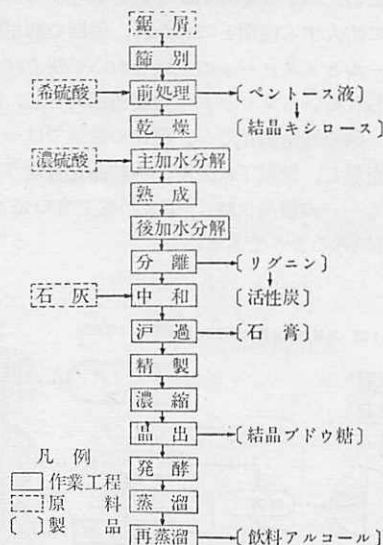 鋸屑
篩別
希硫酸 前処理 〔ペントース液〕
乾燥 〔結晶キシロース〕
濃硫酸 主加水分解
熟成
後加水分解
分離 〔リグニン〕
石灰 中和 〔活性炭〕
沪過 〔石膏〕
精製
濃縮
晶出 〔結晶ブドウ糖〕
凡例 発酵
作業工程
原料 蒸溜
〔 〕製品 再蒸溜 〔飲料アルコール〕